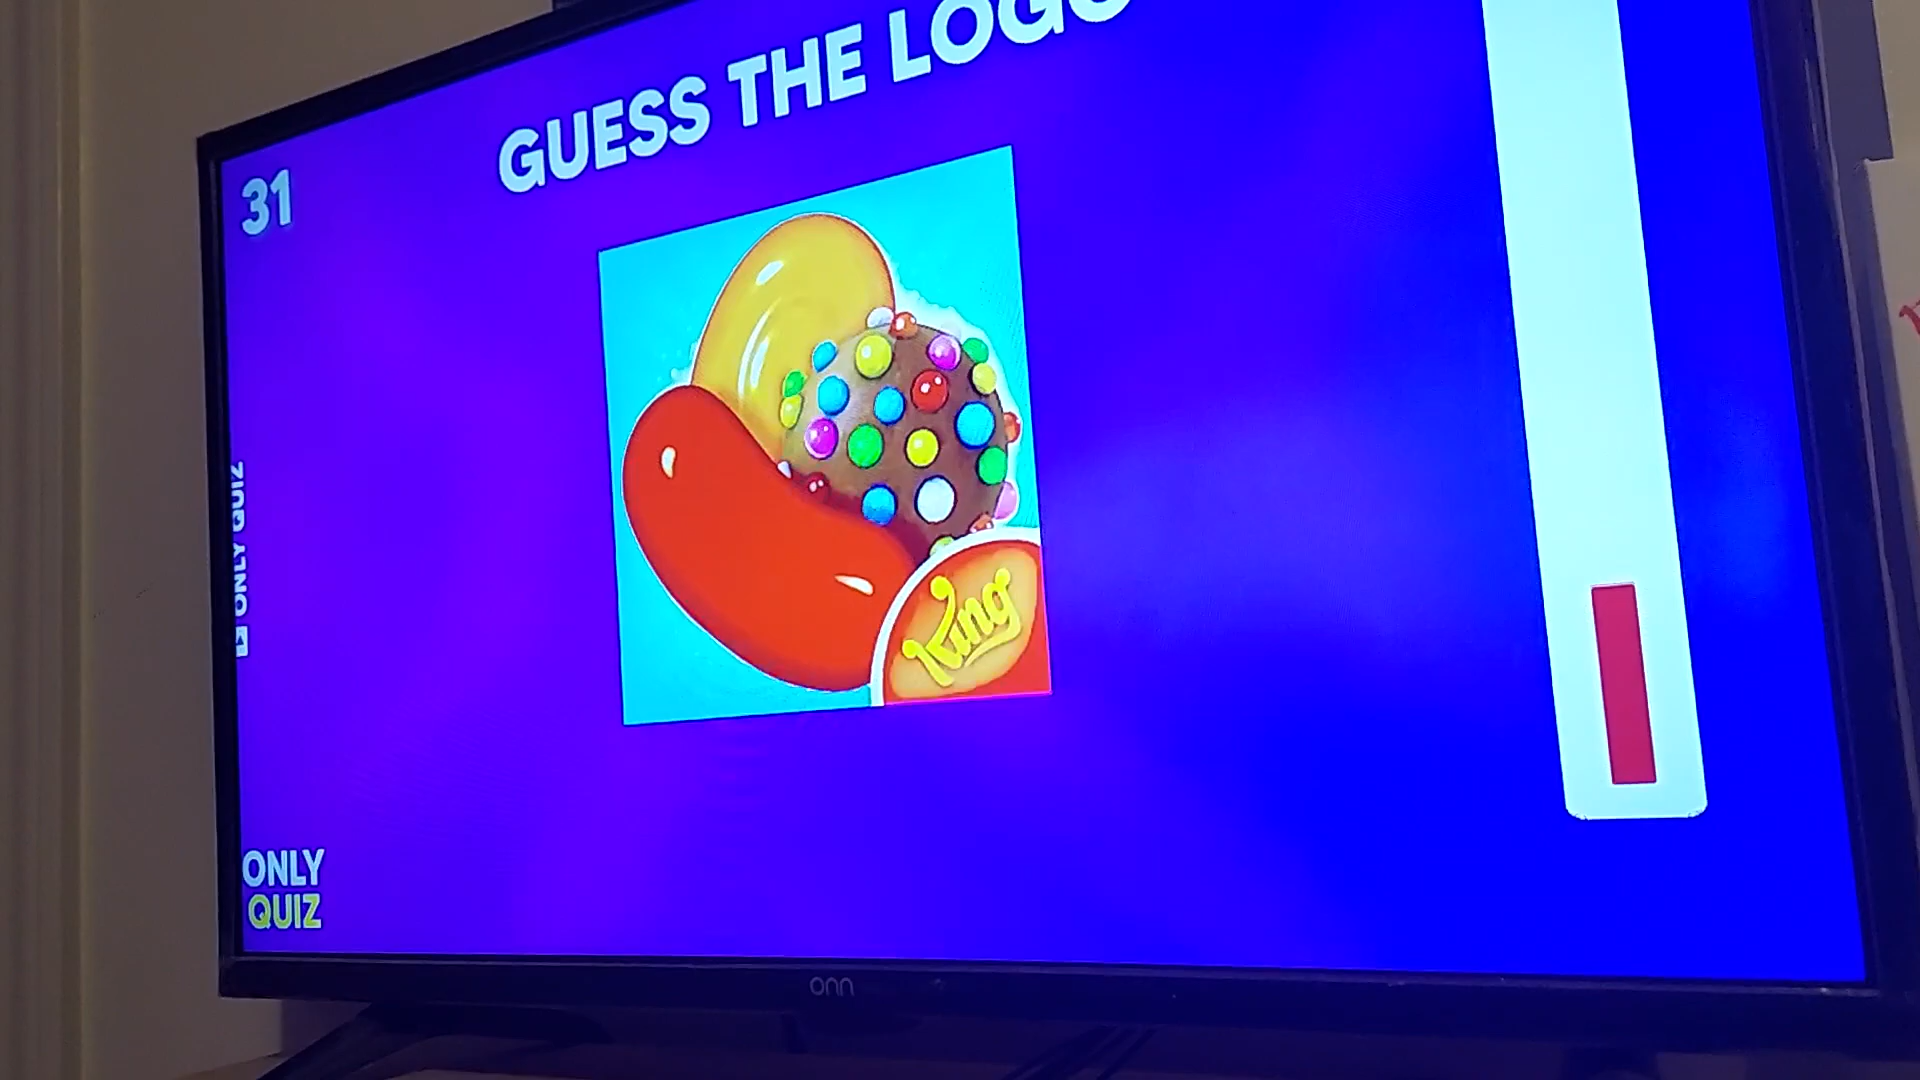 GUESS THE LOGO
31
King
ONLY QUIZ
ONLY
QUIZ
onn